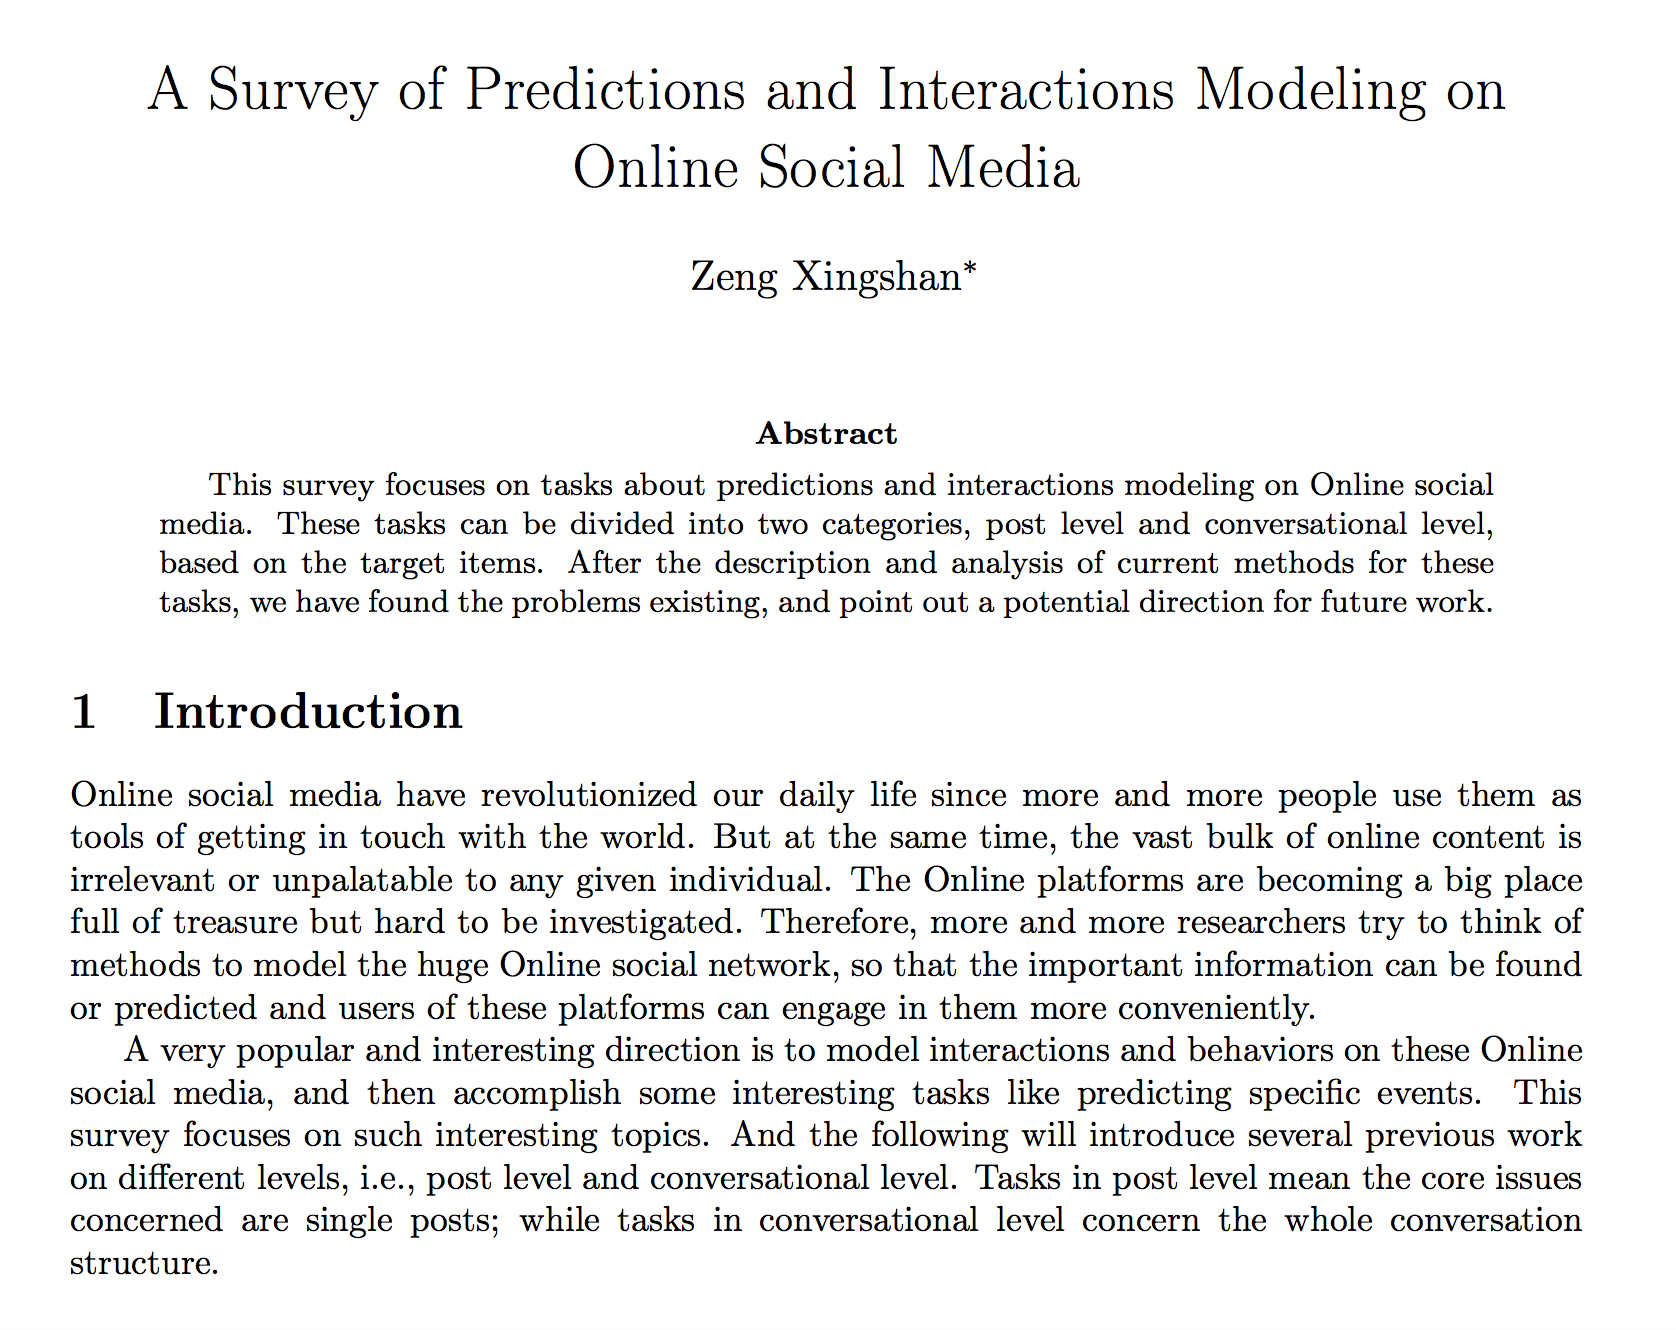 A Survey of Predictions and Interactions Modeling on
Online Social Media
Zeng Xingshan*
Abstract
This survey focuses on tasks about predictions and interactions modeling on Online social
media. These tasks can be divided into two categories, post level and conversational level,
based on the target items. After the description and analysis of current methods for these
tasks, we have found the problems existing, and point out a potential direction for future work.
1 Introduction
Online social media have revolutionized our daily life since more and more people use them as
tools of getting in touch with the world. But at the same time, the vast bulk of online content is
irrelevant or unpalatable to any given individual. The Online platforms are becoming a big place
full of treasure but hard to be investigated. Therefore, more and more researchers try to think of
methods to model the huge Online social network, so that the important information can be found
or predicted and users of these platforms can engage in them more conveniently.
A very popular and interesting direction is to model interactions and behaviors on these Online
social media, and then accomplish some interesting tasks like predicting specific events. This
survey focuses on such interesting topics. And the following will introduce several previous work
on different levels, i.e., post level and conversational level. Tasks in post level mean the core issues
concerned are single posts; while tasks in conversational level concern the whole conversation
structure.